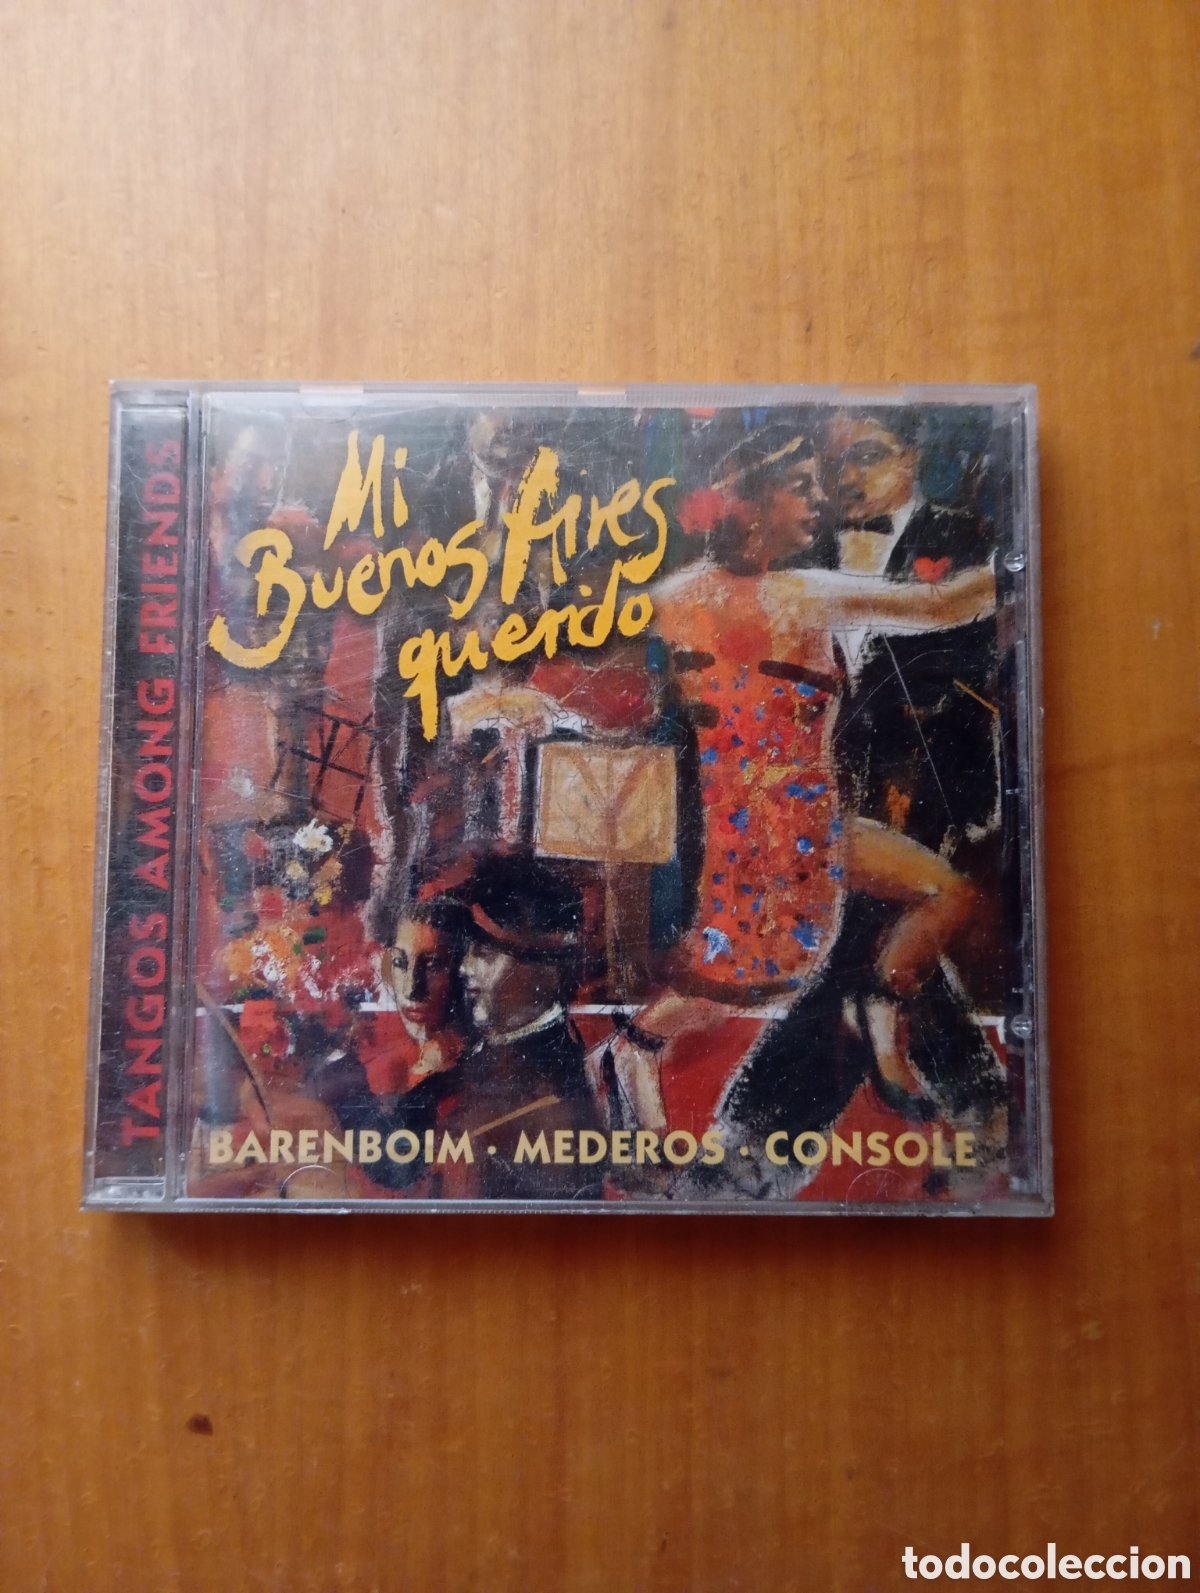 TANGOS AMONG FRIENDS
Mi
Buenos Aires
querido
BARENBOIM · MEDEROS · CONSOLE
todocoleccion